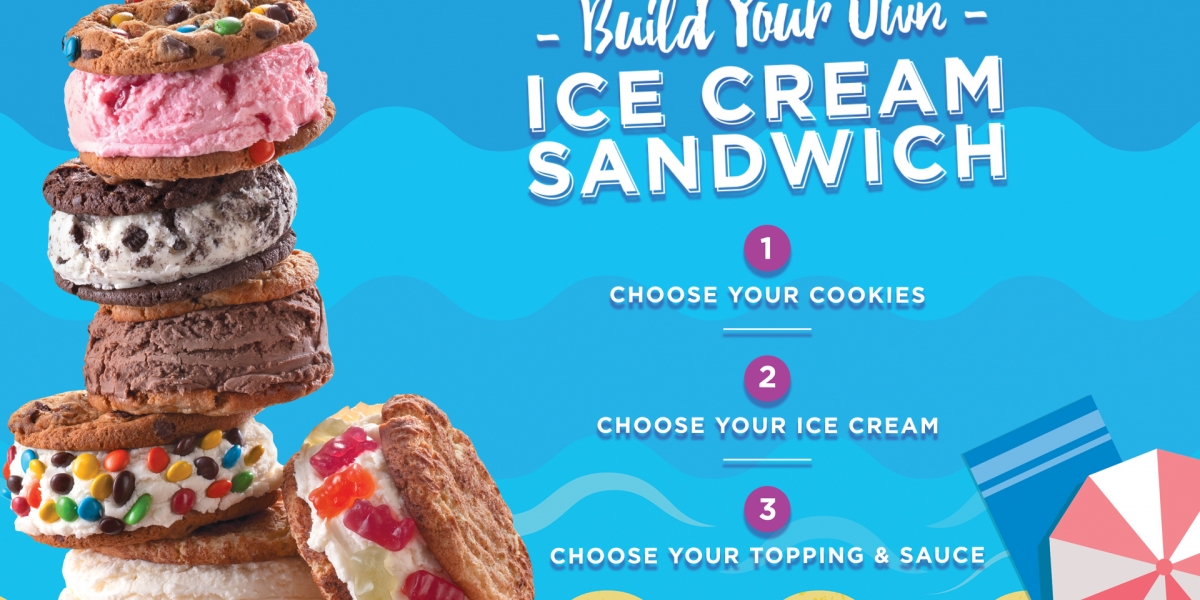 - Build Your Own -
ICE CREAM
SANDWICH
1
CHOOSE YOUR COOKIES
2
CHOOSE YOUR ICE CREAM
3
CHOOSE YOUR TOPPING & SAUCE